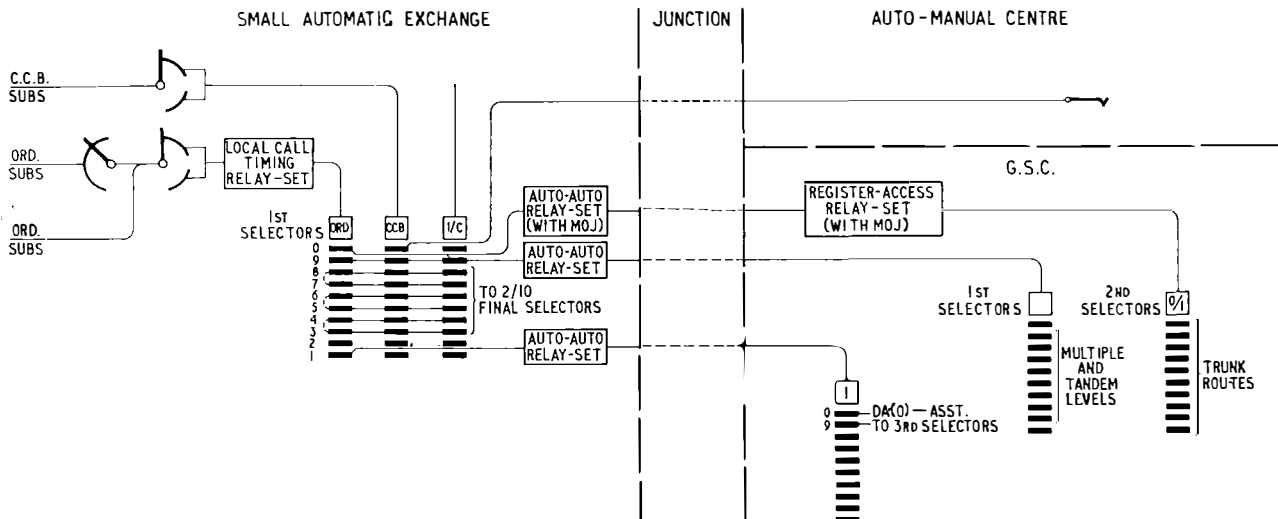 SMALL AUTOMATIC EXCHANGE
JUNCTION
AUTO-MANUAL CENTRE
C.C.B.
SUBS
ORD.
SUBS
ORD.
SUBS
LOCAL CALL
TIMING
RELAY-SET
1ST
SELECTORS
ORD
CCB
I/C
0
9
8
7
6
5
4
3
2
1
TO 2/10
FINAL SELECTORS
AUTO-AUTO
RELAY-SET
(WITH MOJ)
AUTO-AUTO
RELAY-SET
AUTO-AUTO
RELAY-SET
G.S.C.
REGISTER-ACCESS
RELAY-SET
(WITH MOJ)
1ST
SELECTORS
2ND
SELECTORS
0/1
MULTIPLE
AND
TANDEM
LEVELS
TRUNK
ROUTES
1
0
DA(0) — ASST.
9
TO 3RD SELECTORS